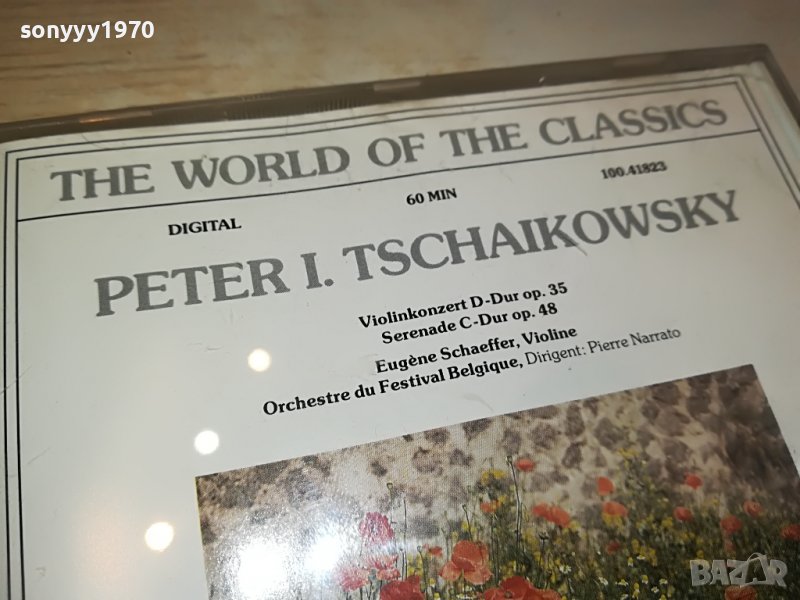 sonyyy1970
THE WORLD OF THE CLASSICS
DIGITAL 60 MIN 100.41823
PETER I. TSCHAIKOWSKY
Violinkonzert D-Dur op. 35
Serenade C-Dur op. 48
Eugène Schaeffer, Violine
Orchestre du Festival Belgique, Dirigent: Pierre Narrato
BAZAR